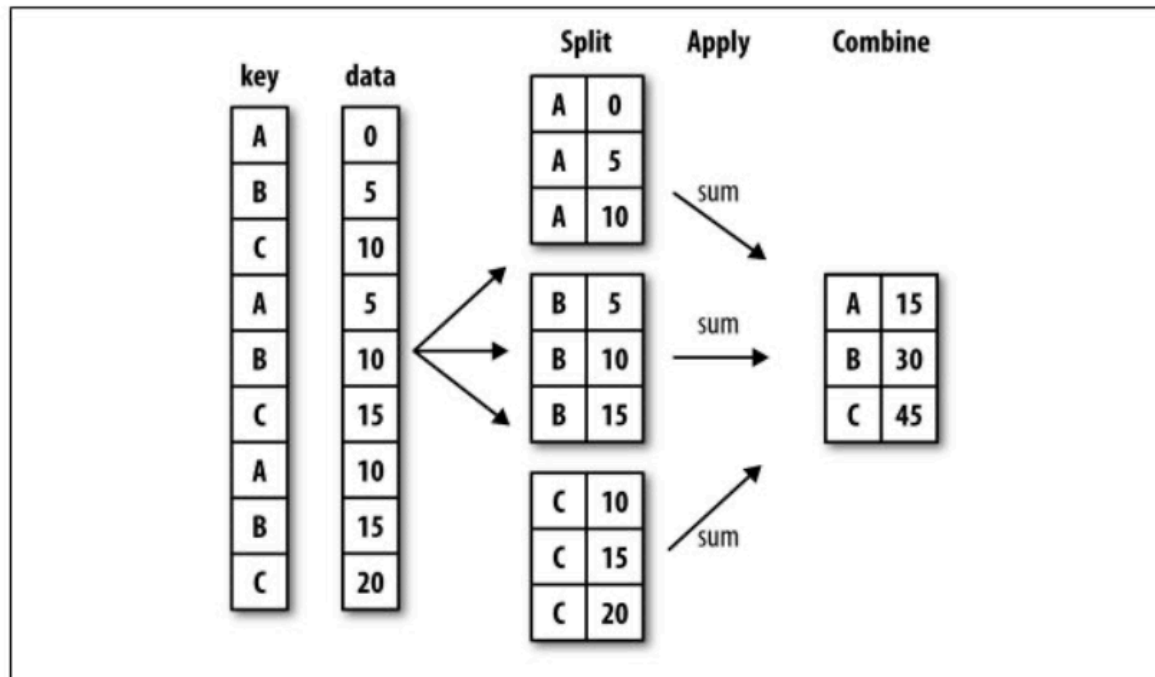 Split Apply Combine
key data
A 0
B 5
C 10
A 5
B 10
C 15
A 10
B 15
C 20
A 0
A 5
A 10
B 5
B 10
B 15
C 10
C 15
C 20
sum
sum
sum
A 15
B 30
C 45